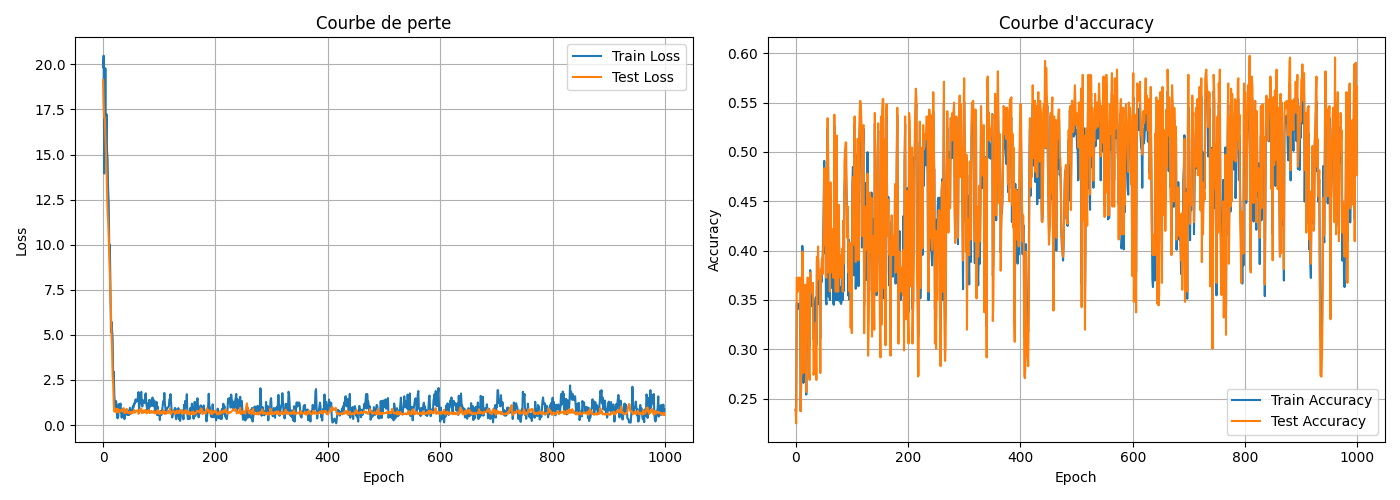 Courbe de perte
20.0
17.5
15.0
12.5
10.0
7.5
5.0
2.5
0.0
Loss
0 200 400 600 800 1000
Epoch
Train Loss
Test Loss
Courbe d'accuracy
0.60
0.55
0.50
0.45
0.40
0.35
0.30
0.25
Accuracy
0 200 400 600 800 1000
Epoch
Train Accuracy
Test Accuracy